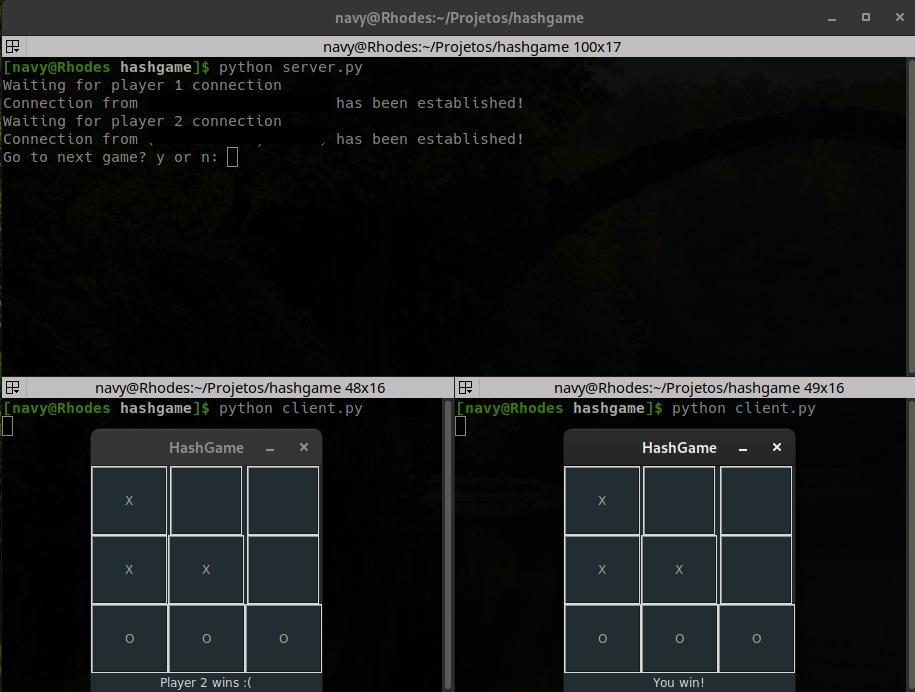 navy@Rhodes:~/Projetos/hashgame
navy@Rhodes:~/Projetos/hashgame 100x17
[navy@Rhodes hashgame]$ python server.py
Waiting for player 1 connection
Connection from has been established!
Waiting for player 2 connection
Connection from has been established!
Go to next game? y or n:
navy@Rhodes:~/Projetos/hashgame 48x16
[navy@Rhodes hashgame]$ python client.py
HashGame
X
X X
O O O
Player 2 wins :(
navy@Rhodes:~/Projetos/hashgame 49x16
[navy@Rhodes hashgame]$ python client.py
HashGame
X
X X
O O O
You win!